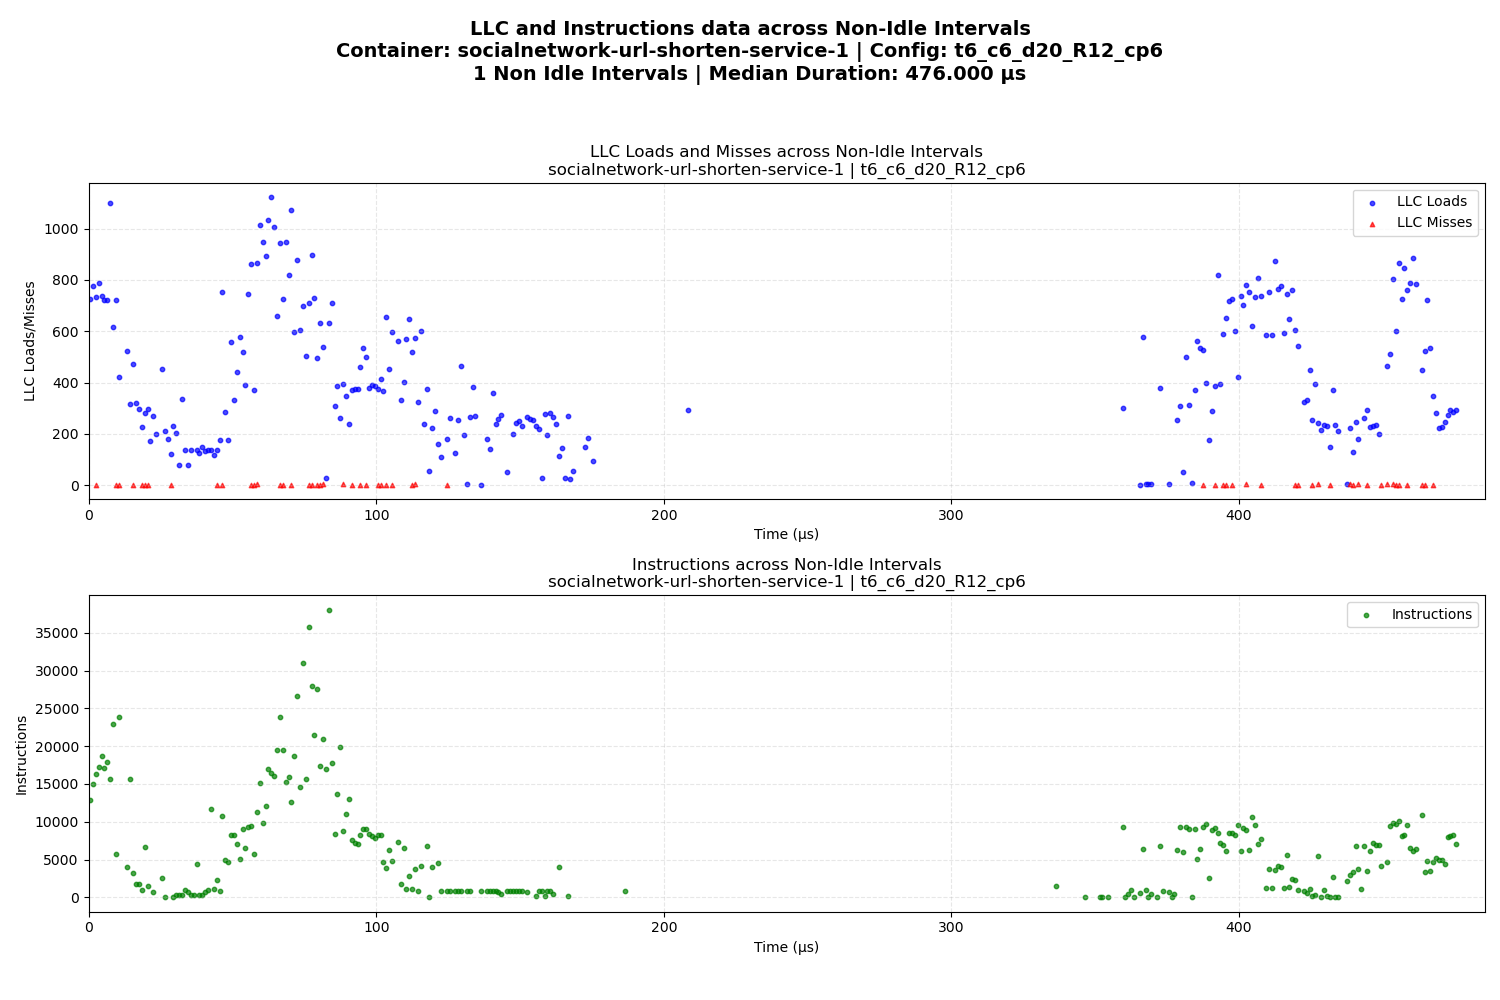 LLC and Instructions data across Non-Idle Intervals
Container: socialnetwork-url-shorten-service-1 | Config: t6_c6_d20_R12_cp6
1 Non Idle Intervals | Median Duration: 476.000 µs
LLC Loads and Misses across Non-Idle Intervals
socialnetwork-url-shorten-service-1 | t6_c6_d20_R12_cp6
LLC Loads/Misses
1000
800
600
400
200
0
LLC Loads
LLC Misses
0 100 200 300 400
Time (µs)
Instructions across Non-Idle Intervals
socialnetwork-url-shorten-service-1 | t6_c6_d20_R12_cp6
Instructions
35000
30000
25000
20000
15000
10000
5000
0
Instructions
0 100 200 300 400
Time (µs)